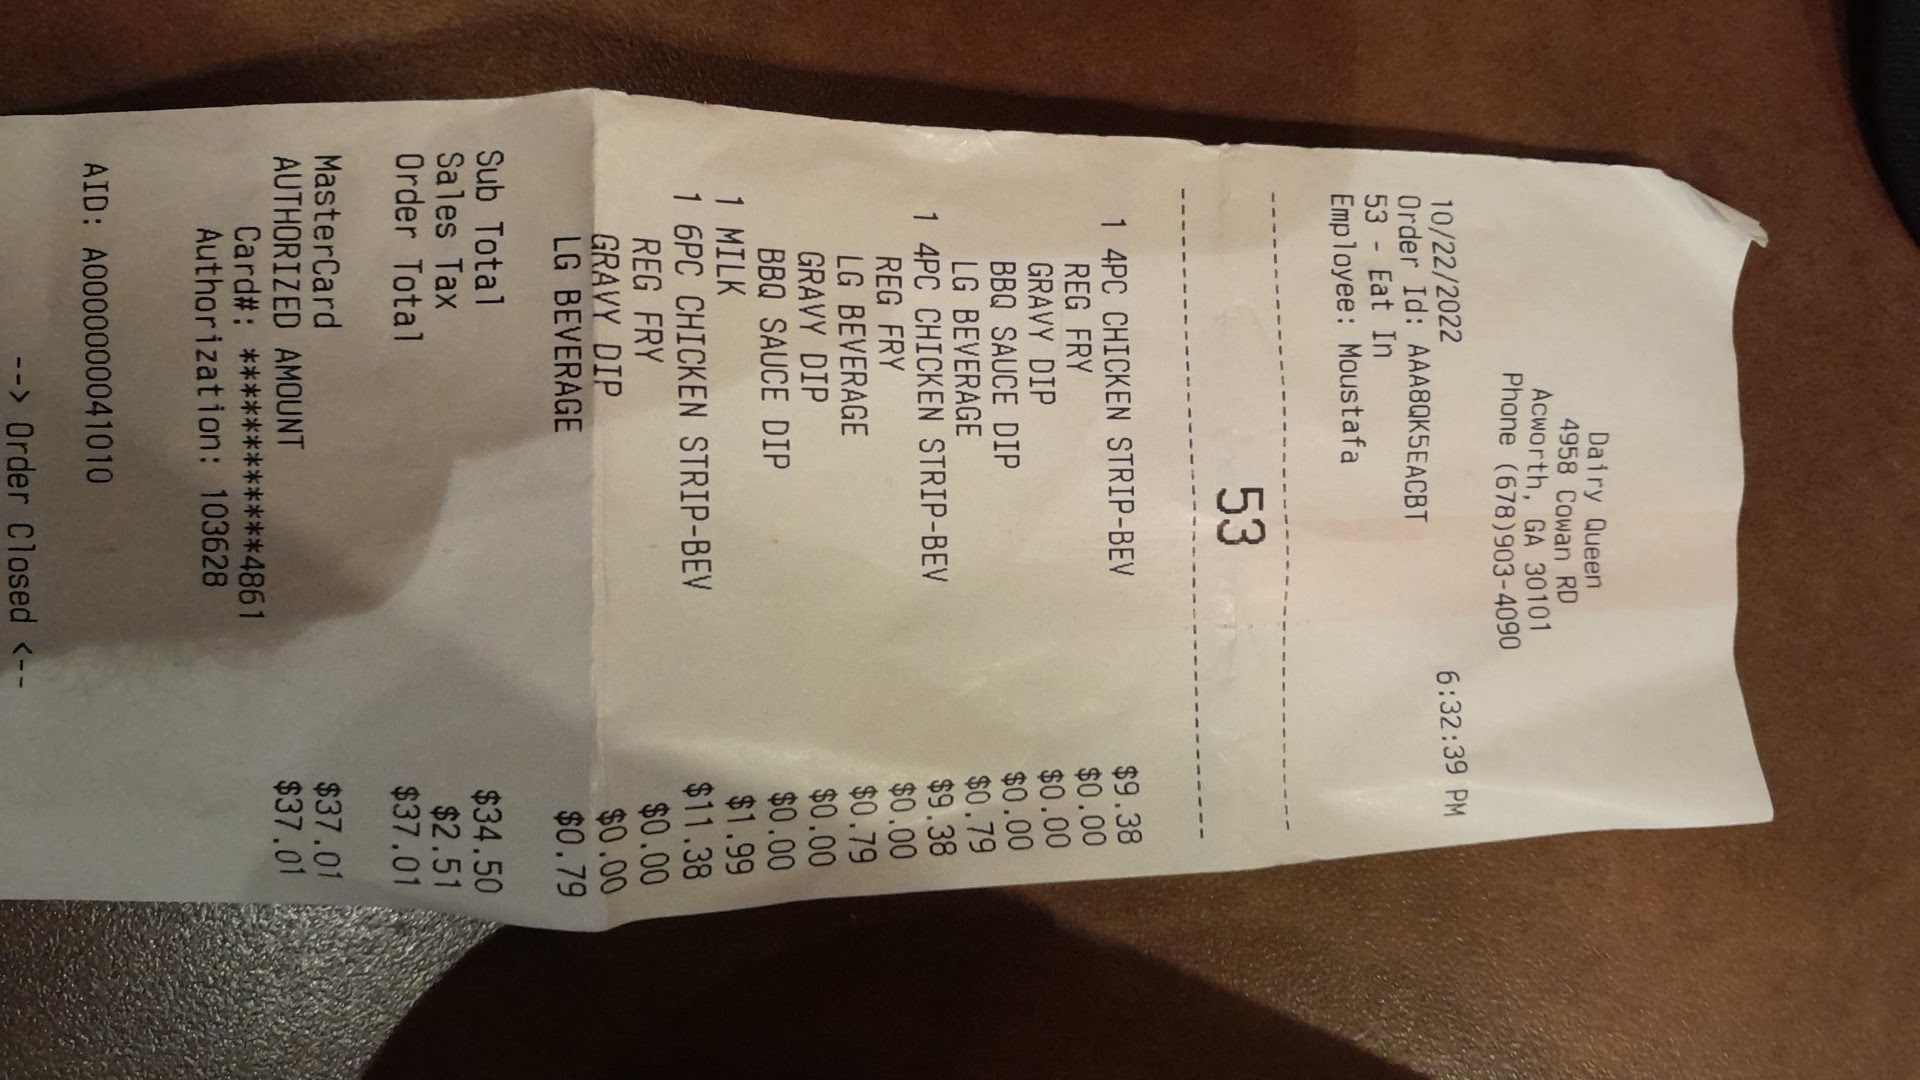 Dairy Queen
4958 Cowan RD
Acworth, GA 30101
Phone (678)903-4090
10/22/2022 6:32:39 PM
Order Id: AAA8QK5EACBT
53 - Eat In
Employee: Moustafa
--------------------------------
53
--------------------------------
1 4PC CHICKEN STRIP-BEV $9.38
REG FRY $0.00
GRAVY DIP $0.00
BBQ SAUCE DIP $0.00
LG BEVERAGE $0.79
1 4PC CHICKEN STRIP-BEV $9.38
REG FRY $0.00
LG BEVERAGE $0.79
GRAVY DIP $0.00
BBQ SAUCE DIP $0.00
1 MILK $1.99
1 6PC CHICKEN STRIP-BEV $11.38
REG FRY $0.00
GRAVY DIP $0.00
LG BEVERAGE $0.79
Sub Total $34.50
Sales Tax $2.51
Order Total $37.01
MasterCard $37.01
AUTHORIZED AMOUNT $37.01
Card#: ************4861
Authorization: 103628
AID: A0000000041010
--> Order Closed <--